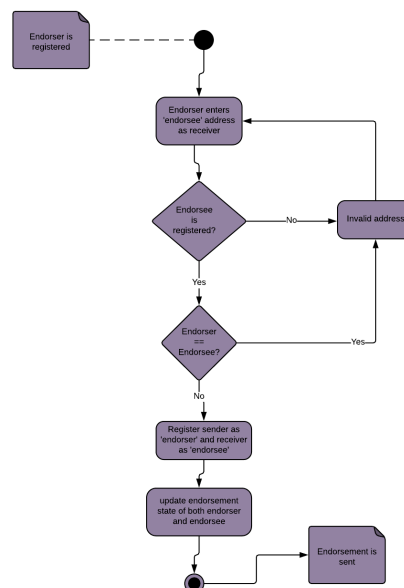 Endorser is
registered
Endorser enters
'endorsee' address
as receiver
Endorsee
is
registered?
No
Invalid address
Yes
Endorser
==
Endorsee?
Yes
No
Register sender as
'endorser' and receiver
as 'endorsee'
update endorsement
state of both endorser
and endorsee
Endorsement is
sent